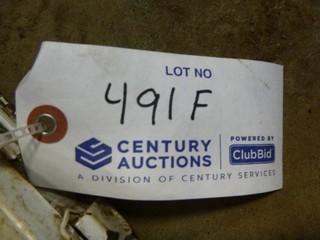 LOT NO
491F
CENTURY
AUCTIONS
POWERED BY
ClubBid
A DIVISION OF CENTURY SERVICES